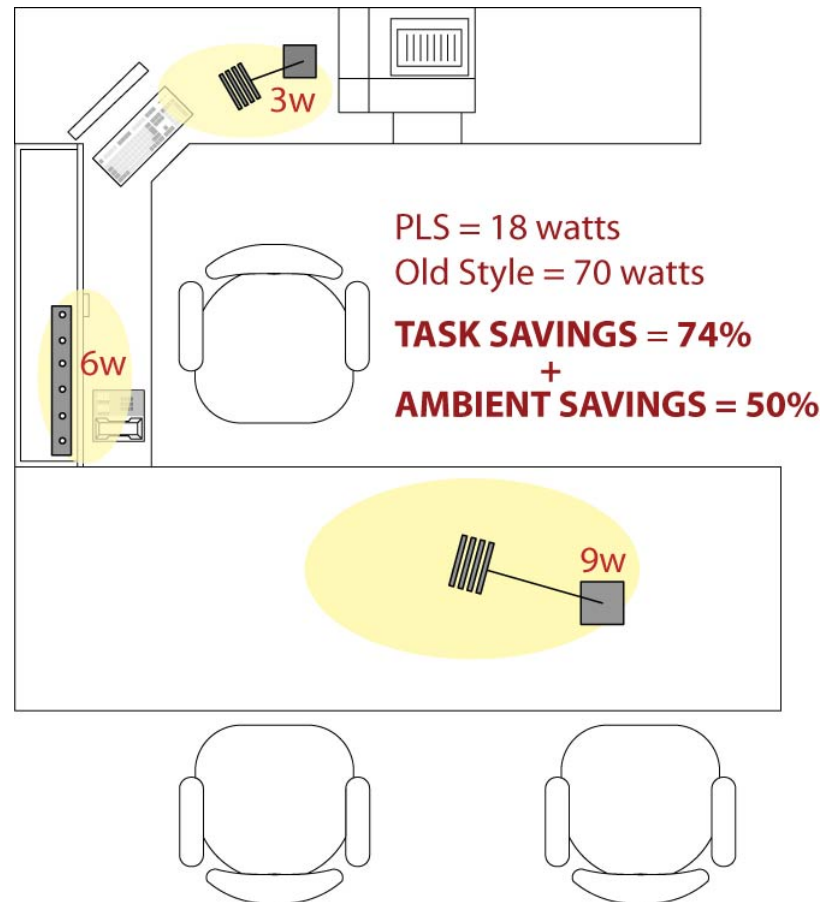 3w
PLS = 18 watts
Old Style = 70 watts
TASK SAVINGS = 74%
+
AMBIENT SAVINGS = 50%
6w
9w